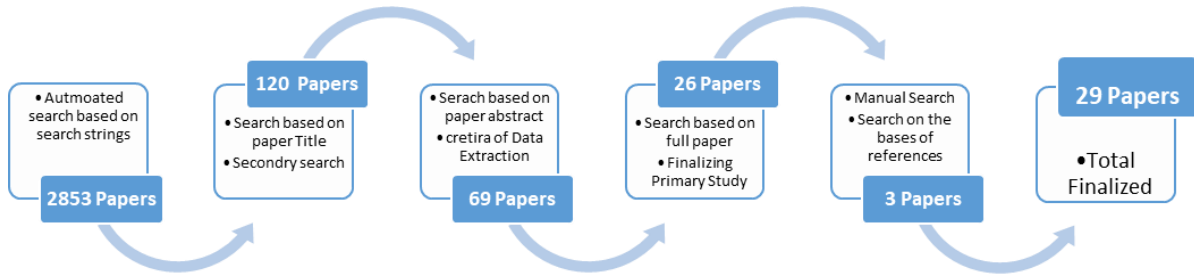 • Autmoated
search based on
search strings
2853 Papers
120 Papers
• Search based on
paper Title
• Secondry search
• Serach based on
paper abstract
• cretira of Data
Extraction
69 Papers
26 Papers
• Search based on
full paper
• Finalizing
Primary Study
• Manual Search
• Search on the
bases of
references
3 Papers
29 Papers
•Total
Finalized